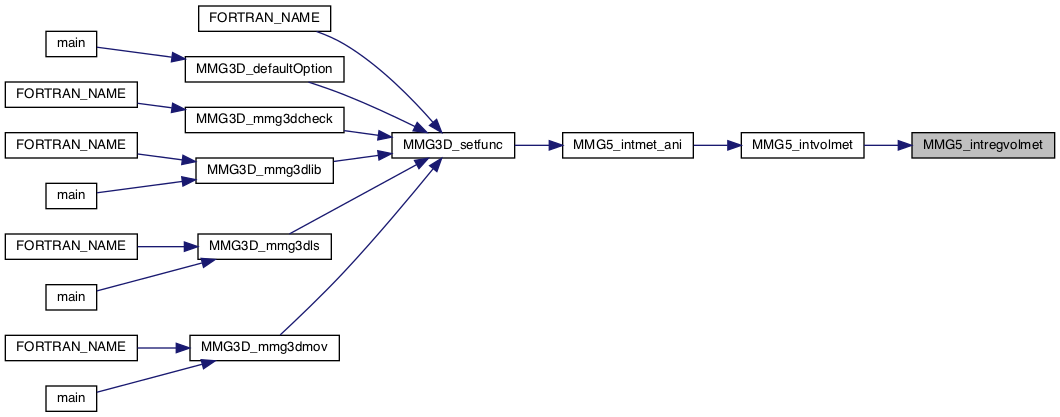 FORTRAN_NAME
main
MMG3D_defaultOption
FORTRAN_NAME
MMG3D_mmg3dcheck
FORTRAN_NAME
MMG3D_setfunc
MMG5_intmet_ani
MMG5_intvolmet
MMG5_intregvolmet
MMG3D_mmg3dlib
main
FORTRAN_NAME
MMG3D_mmg3dls
main
FORTRAN_NAME
MMG3D_mmg3dmov
main